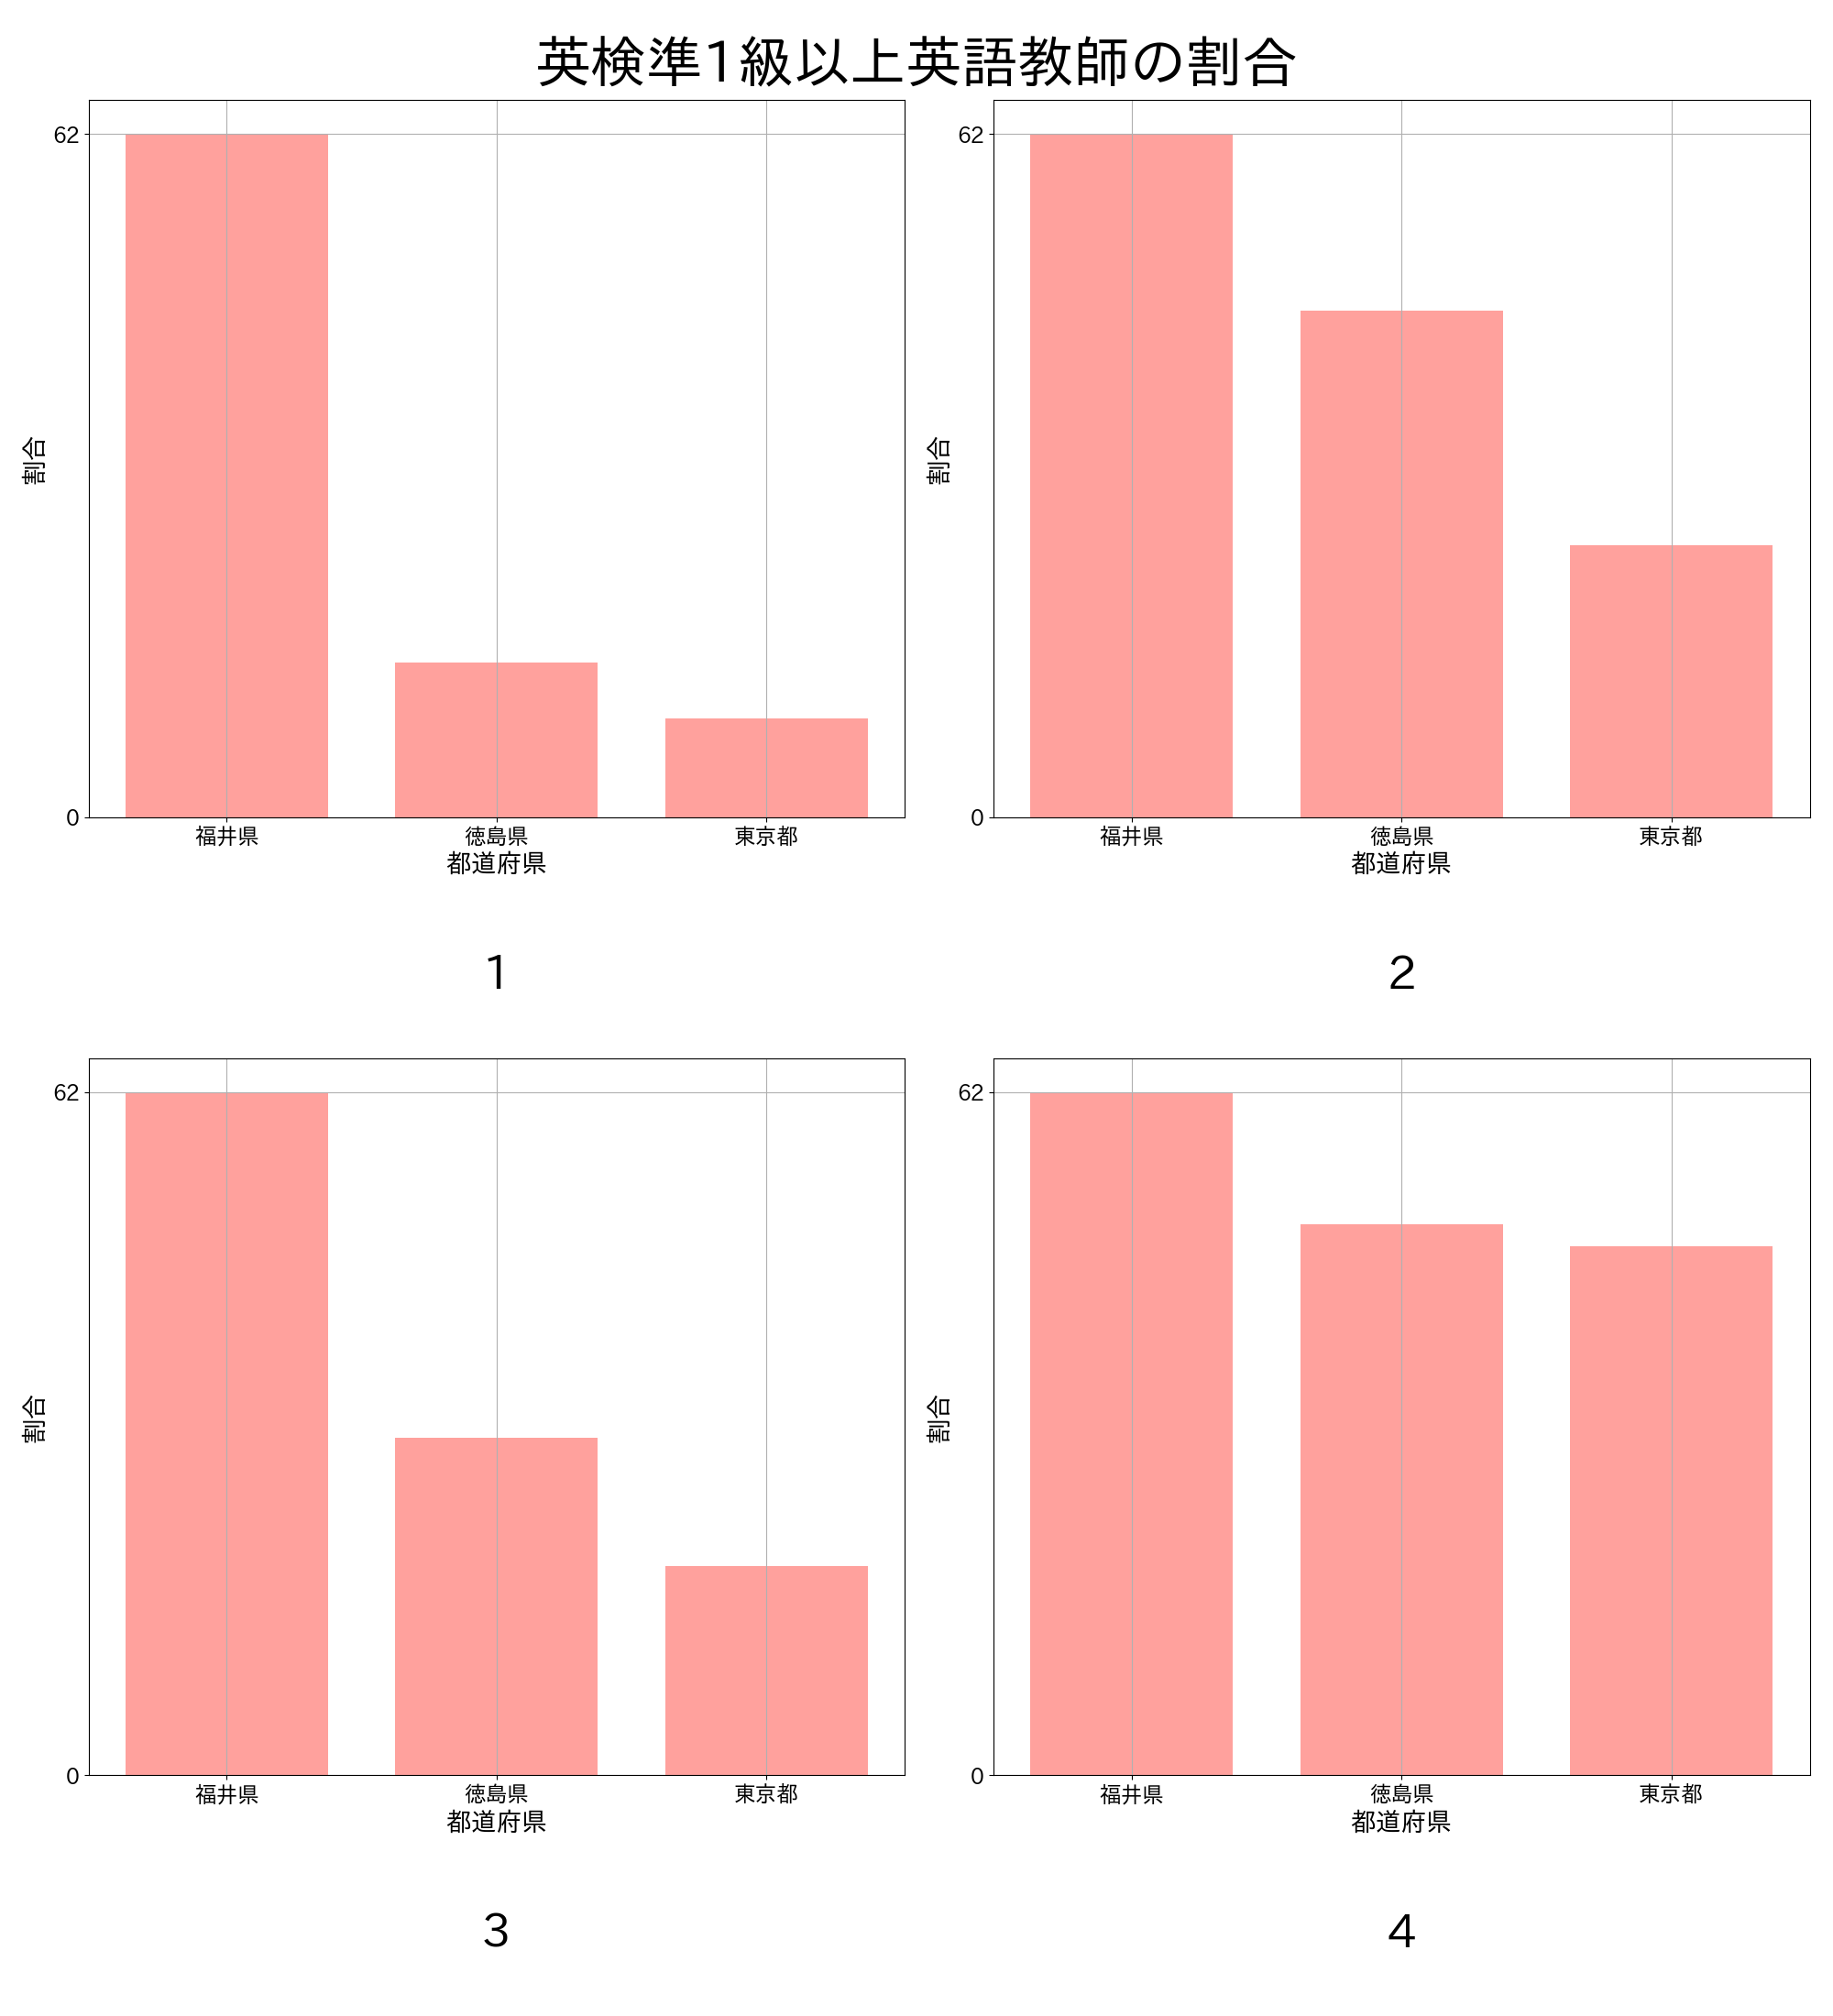 英検準1級以上英語教師の割合
62
0
割合
福井県 徳島県 東京都
都道府県
1
62
0
割合
福井県 徳島県 東京都
都道府県
2
62
0
割合
福井県 徳島県 東京都
都道府県
3
62
0
割合
福井県 徳島県 東京都
都道府県
4